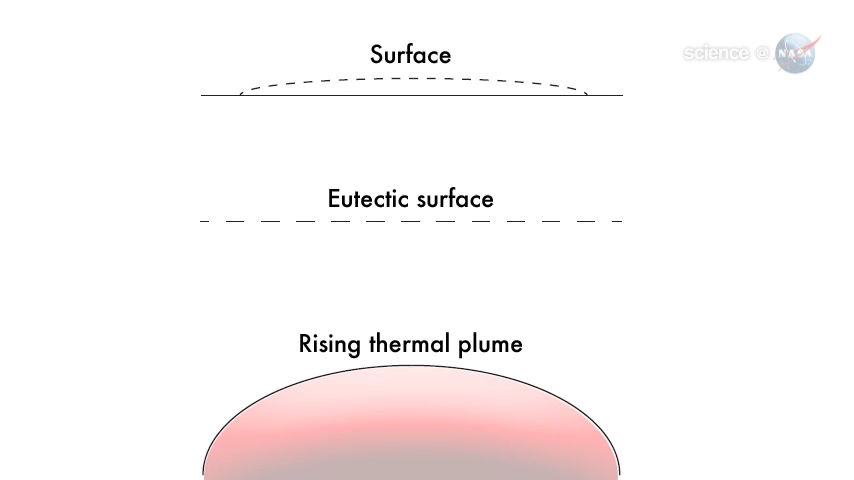 Surface
science @ NASA
Eutectic surface
Rising thermal plume